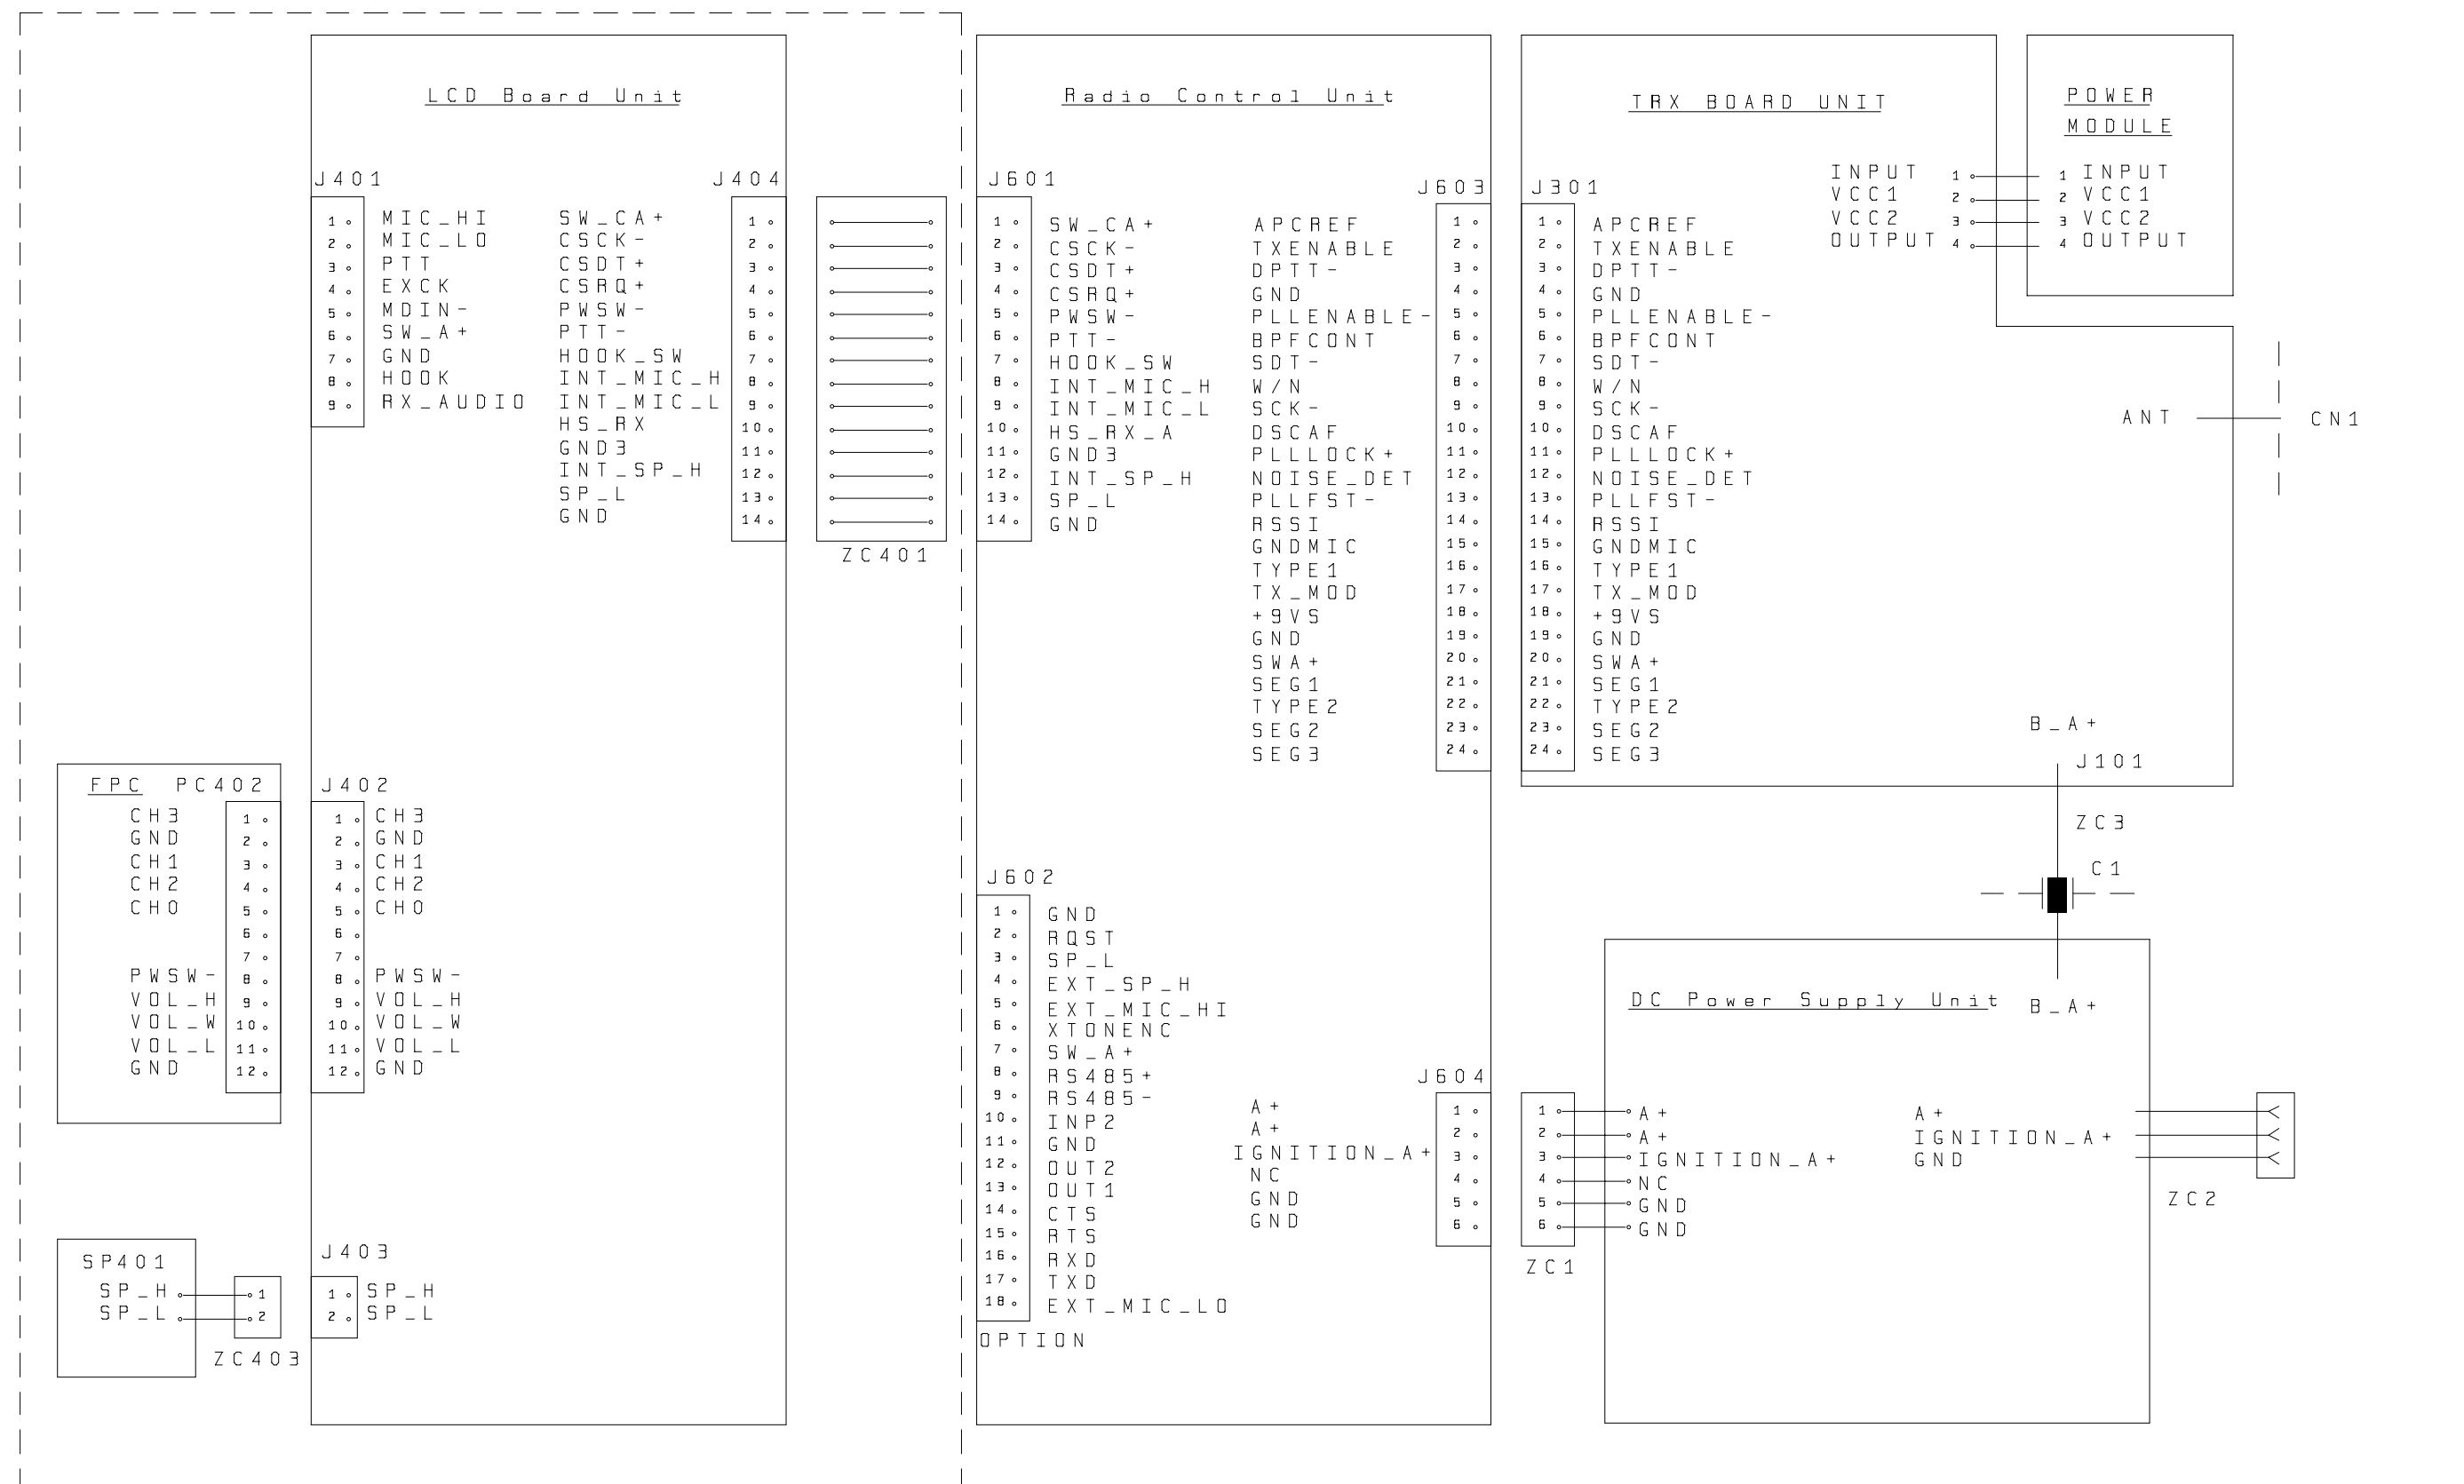 LCD Board Unit
J401
1 MIC_HI
2 MIC_LO
3 PTT
4 EXCK
5 MDIN-
6 SW_A+
7 GND
8 HOOK
9 RX_AUDIO
J404
SW_CA+ 1
CSCK- 2
CSDT+ 3
CSRQ+ 4
PWSW- 5
PTT- 6
HOOK_SW 7
INT_MIC_H 8
INT_MIC_L 9
HS_RX 10
GND3 11
INT_SP_H 12
SP_L 13
GND 14
ZC401
FPC PC402
CH3 1
GND 2
CH1 3
CH2 4
CH0 5
6
7
PWSW- 8
VOL_H 9
VOL_W 10
VOL_L 11
GND 12
J402
1 CH3
2 GND
3 CH1
4 CH2
5 CH0
6
7
8 PWSW-
9 VOL_H
10 VOL_W
11 VOL_L
12 GND
SP401
SP_H 1
SP_L 2
ZC403
J403
1 SP_H
2 SP_L
Radio Control Unit
J601
1 SW_CA+
2 CSCK-
3 CSDT+
4 CSRQ+
5 PWSW-
6 PTT-
7 HOOK_SW
8 INT_MIC_H
9 INT_MIC_L
10 HS_RX_A
11 GND3
12 INT_SP_H
13 SP_L
14 GND
J603
APCREF 1
TXENABLE 2
DPTT- 3
GND 4
PLLENABLE- 5
BPFCONT 6
SDT- 7
W/N 8
SCK- 9
DSCAF 10
PLLLOCK+ 11
NOISE_DET 12
PLLFST- 13
RSSI 14
GNDMIC 15
TYPE1 16
TX_MOD 17
+9VS 18
GND 19
SWA+ 20
SEG1 21
TYPE2 22
SEG2 23
SEG3 24
J602
1 GND
2 RQST
3 SP_L
4 EXT_SP_H
5 EXT_MIC_HI
6 XTONENC
7 SW_A+
8 RS485+
9 RS485-
10 INP2
11 GND
12 OUT2
13 OUT1
14 CTS
15 RTS
16 RXD
17 TXD
18 EXT_MIC_LO
OPTION
J604
A+ 1
A+ 2
IGNITION_A+ 3
NC 4
GND 5
GND 6
TRX BOARD UNIT
J301
1 APCREF
2 TXENABLE
3 DPTT-
4 GND
5 PLLENABLE-
6 BPFCONT
7 SDT-
8 W/N
9 SCK-
10 DSCAF
11 PLLLOCK+
12 NOISE_DET
13 PLLFST-
14 RSSI
15 GNDMIC
16 TYPE1
17 TX_MOD
18 +9VS
19 GND
20 SWA+
21 SEG1
22 TYPE2
23 SEG2
24 SEG3
INPUT 1
VCC1 2
VCC2 3
OUTPUT 4
POWER
MODULE
1 INPUT
2 VCC1
3 VCC2
4 OUTPUT
ANT CN1
B_A+
J101
ZC3
C1
DC Power Supply Unit
B_A+
1 A+
2 A+
3 IGNITION_A+
4 NC
5 GND
6 GND
ZC1
A+
IGNITION_A+
GND
ZC2